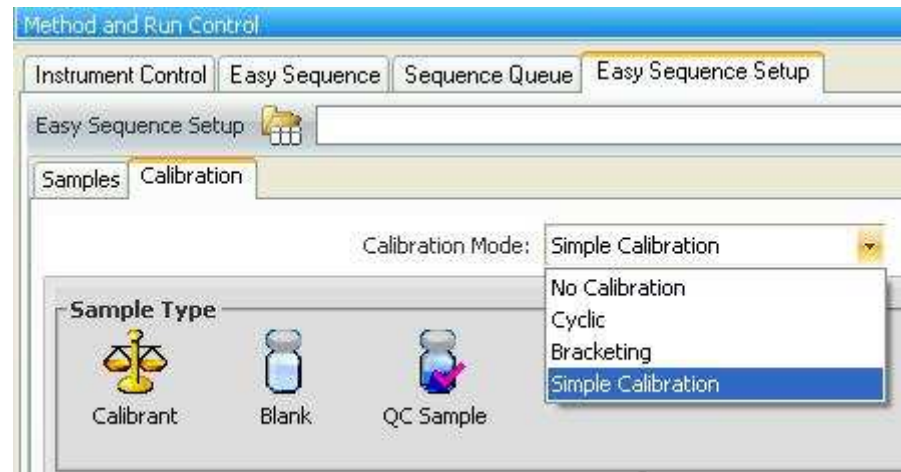 Method and Run Control
Instrument Control Easy Sequence Sequence Queue Easy Sequence Setup
Easy Sequence Setup
Samples Calibration
Calibration Mode: Simple Calibration
No Calibration
Cyclic
Bracketing
Simple Calibration
Sample Type
Calibrant Blank QC Sample